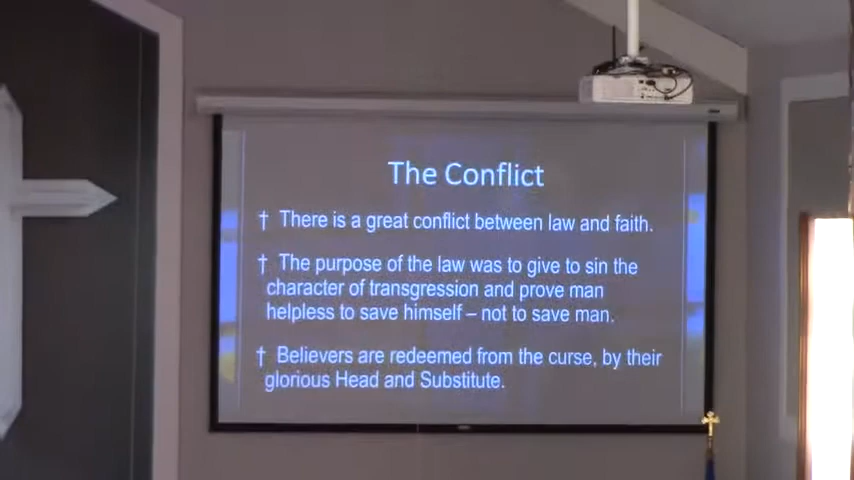 The Conflict
† There is a great conflict between law and faith.
† The purpose of the law was to give to sin the
character of transgression and prove man
helpless to save himself – not to save man.
† Believers are redeemed from the curse, by their
glorious Head and Substitute.